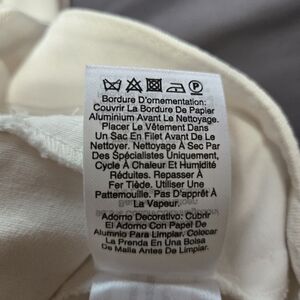 Bordure D'ornementation:
Couvrir La Bordure De Papier
Aluminium Avant Le Nettoyage.
Placer Le Vêtement Dans
Un Sac En Filet Avant De Le
Nettoyer. Nettoyage À Sec Par
Des Spécialistes Uniquement,
Cycle À Chaleur Et Humidité
Réduites. Repasser À
Fer Tiède. Utiliser Une
Pattemouille. Pas D'apprêt À
La Vapeur.
Adorno Decorativo: Cubrir
El Adorno Con Papel De
Aluminio Para Limpiar. Colocar
La Prenda En Una Bolsa
De Malla Antes De Limpiar.